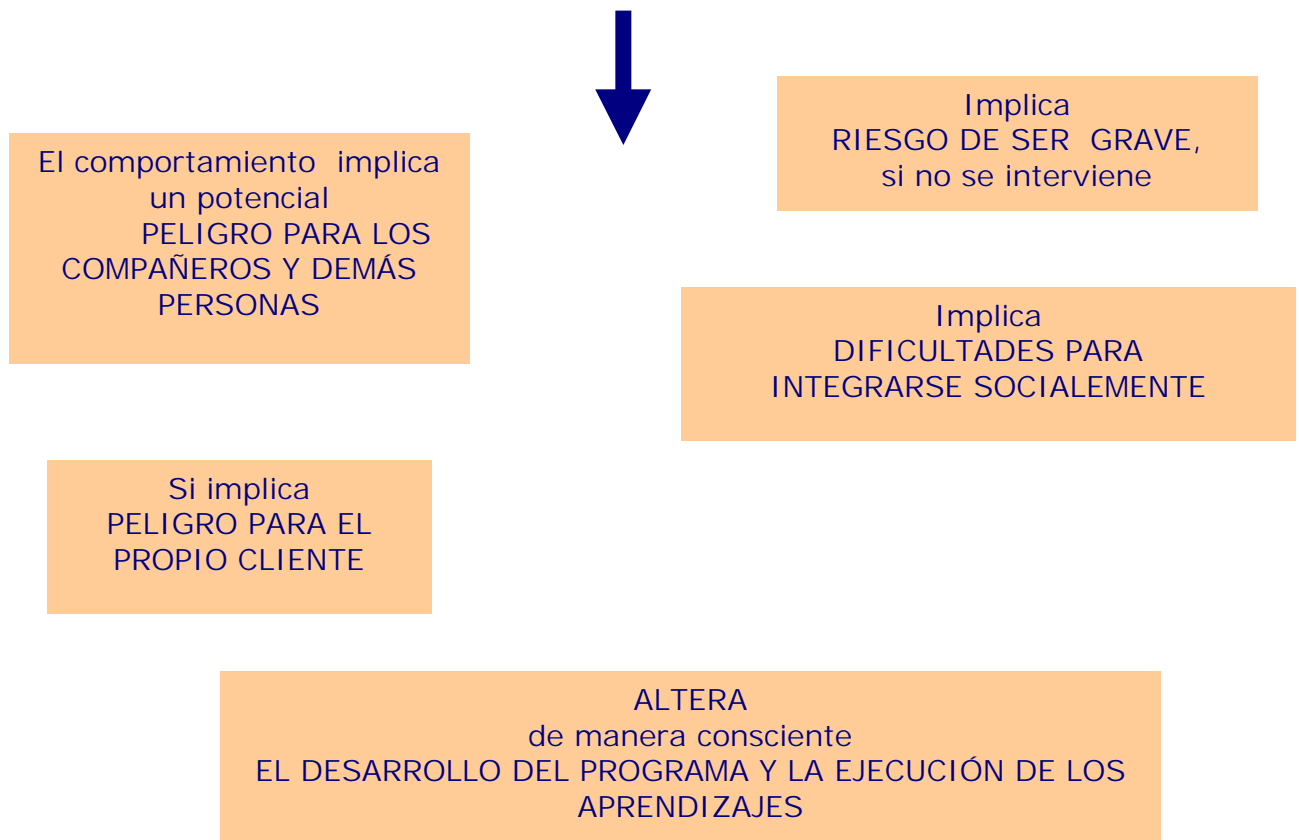 El comportamiento implica
un potencial
PELIGRO PARA LOS
COMPAÑEROS Y DEMÁS
PERSONAS
Implica
RIESGO DE SER GRAVE,
si no se interviene
Implica
DIFICULTADES PARA
INTEGRARSE SOCIALEMENTE
Si implica
PELIGRO PARA EL
PROPIO CLIENTE
ALTERA
de manera consciente
EL DESARROLLO DEL PROGRAMA Y LA EJECUCIÓN DE LOS
APRENDIZAJES